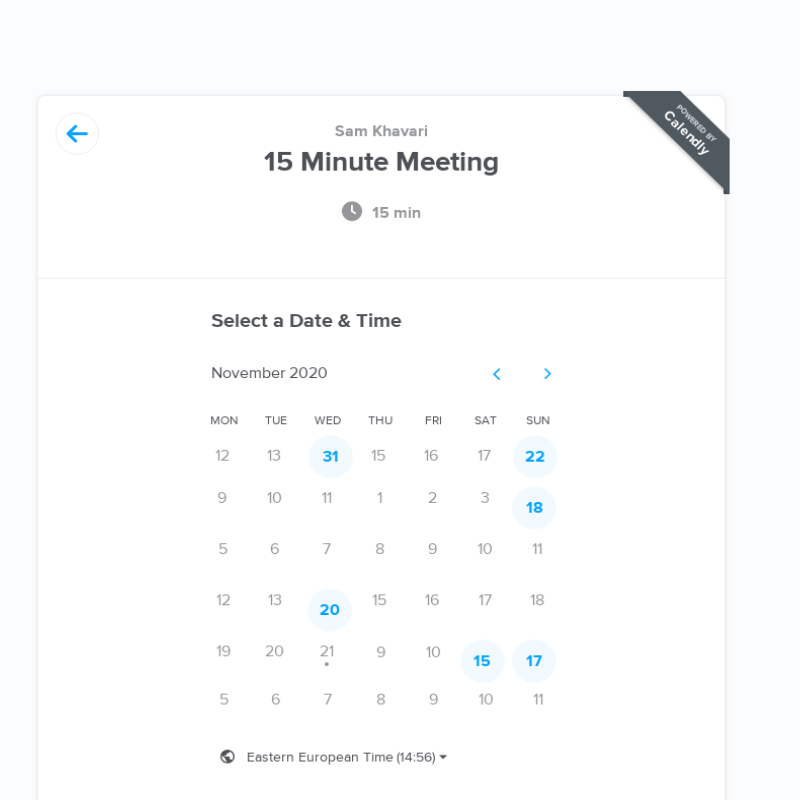 POWERED BY
Calendly
Sam Khavari
15 Minute Meeting
15 min
Select a Date & Time
November 2020
MON TUE WED THU FRI SAT SUN
12 13 31 15 16 17 22
9 10 11 1 2 3 18
5 6 7 8 9 10 11
12 13 20 15 16 17 18
19 20 21 9 10 15 17
5 6 7 8 9 10 11
Eastern European Time (14:56)